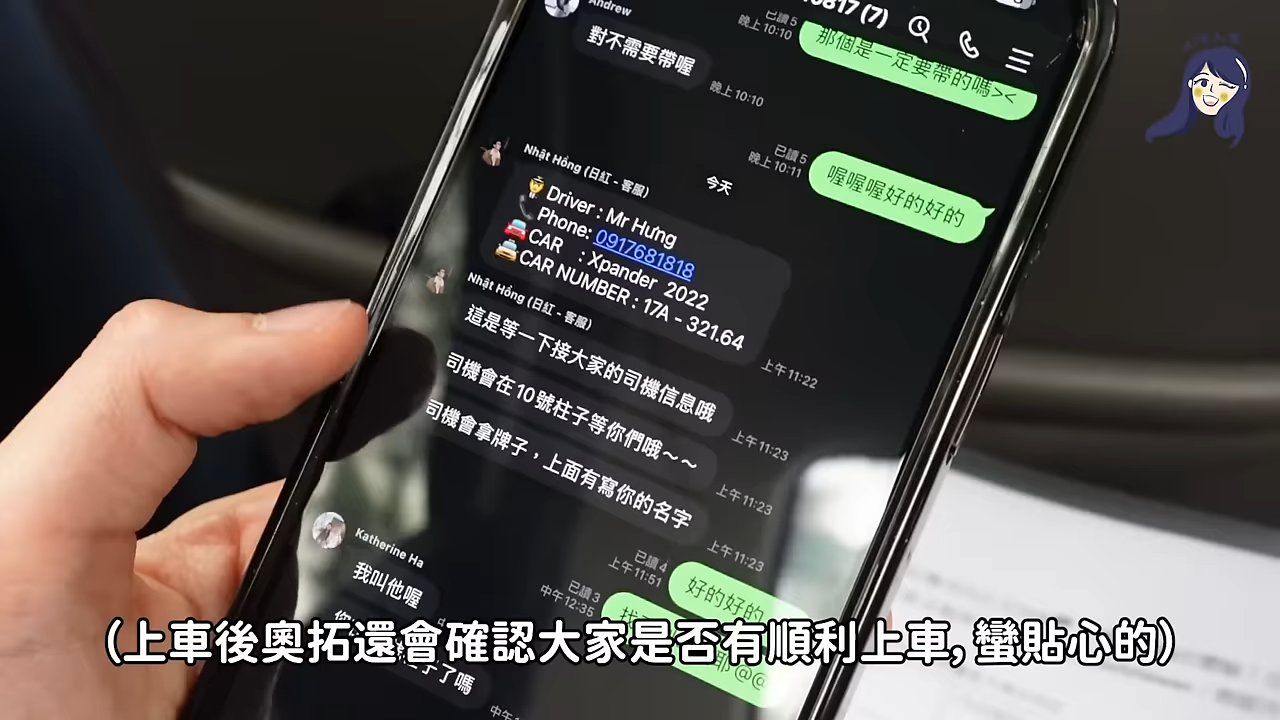 817 (7)
Andrew
對不需要帶喔
晚上 10:10
已讀 5
晚上 10:10
那個是一定要帶的嗎><
已讀 5
晚上 10:11
喔喔喔好的好的
今天
Nhật Hồng (日紅 - 客服)
Driver : Mr Hưng
Phone: 0917681818
CAR : Xpander 2022
CAR NUMBER : 17A - 321.64
上午 11:22
Nhật Hồng (日紅 - 客服)
這是等一下接大家的司機信息哦
上午 11:23
司機會在 10 號柱子等你們哦～～
上午 11:23
司機會拿牌子，上面有寫你的名字
上午 11:23
已讀 4
上午 11:51
好的好的
Katherine Ha
我叫他喔
已讀 3
中午 12:35
耶@@
子了嗎
(上車後奧拓還會確認大家是否有順利上車, 蠻貼心的)